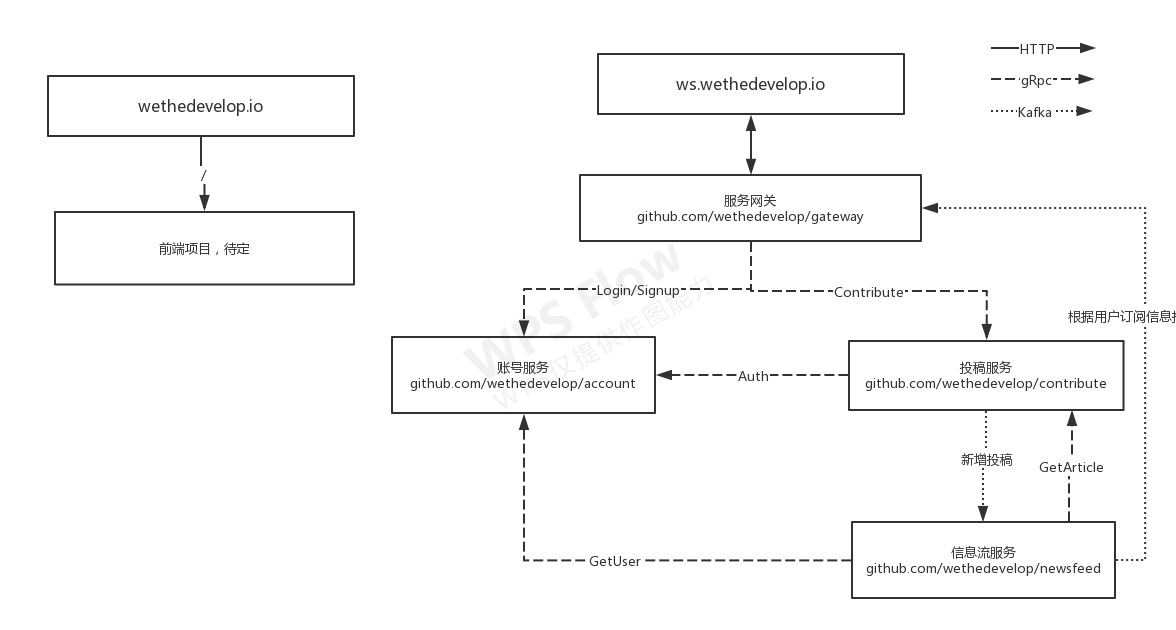 wethedevelop.io
/
前端项目，待定
ws.wethedevelop.io
HTTP
gRpc
Kafka
服务网关
github.com/wethedevelop/gateway
Login/Signup
Contribute
根据用户订阅信息
账号服务
github.com/wethedevelop/account
Auth
投稿服务
github.com/wethedevelop/contribute
新增投稿
GetArticle
GetUser
信息流服务
github.com/wethedevelop/newsfeed
WPS Flow
仅提供作图能力